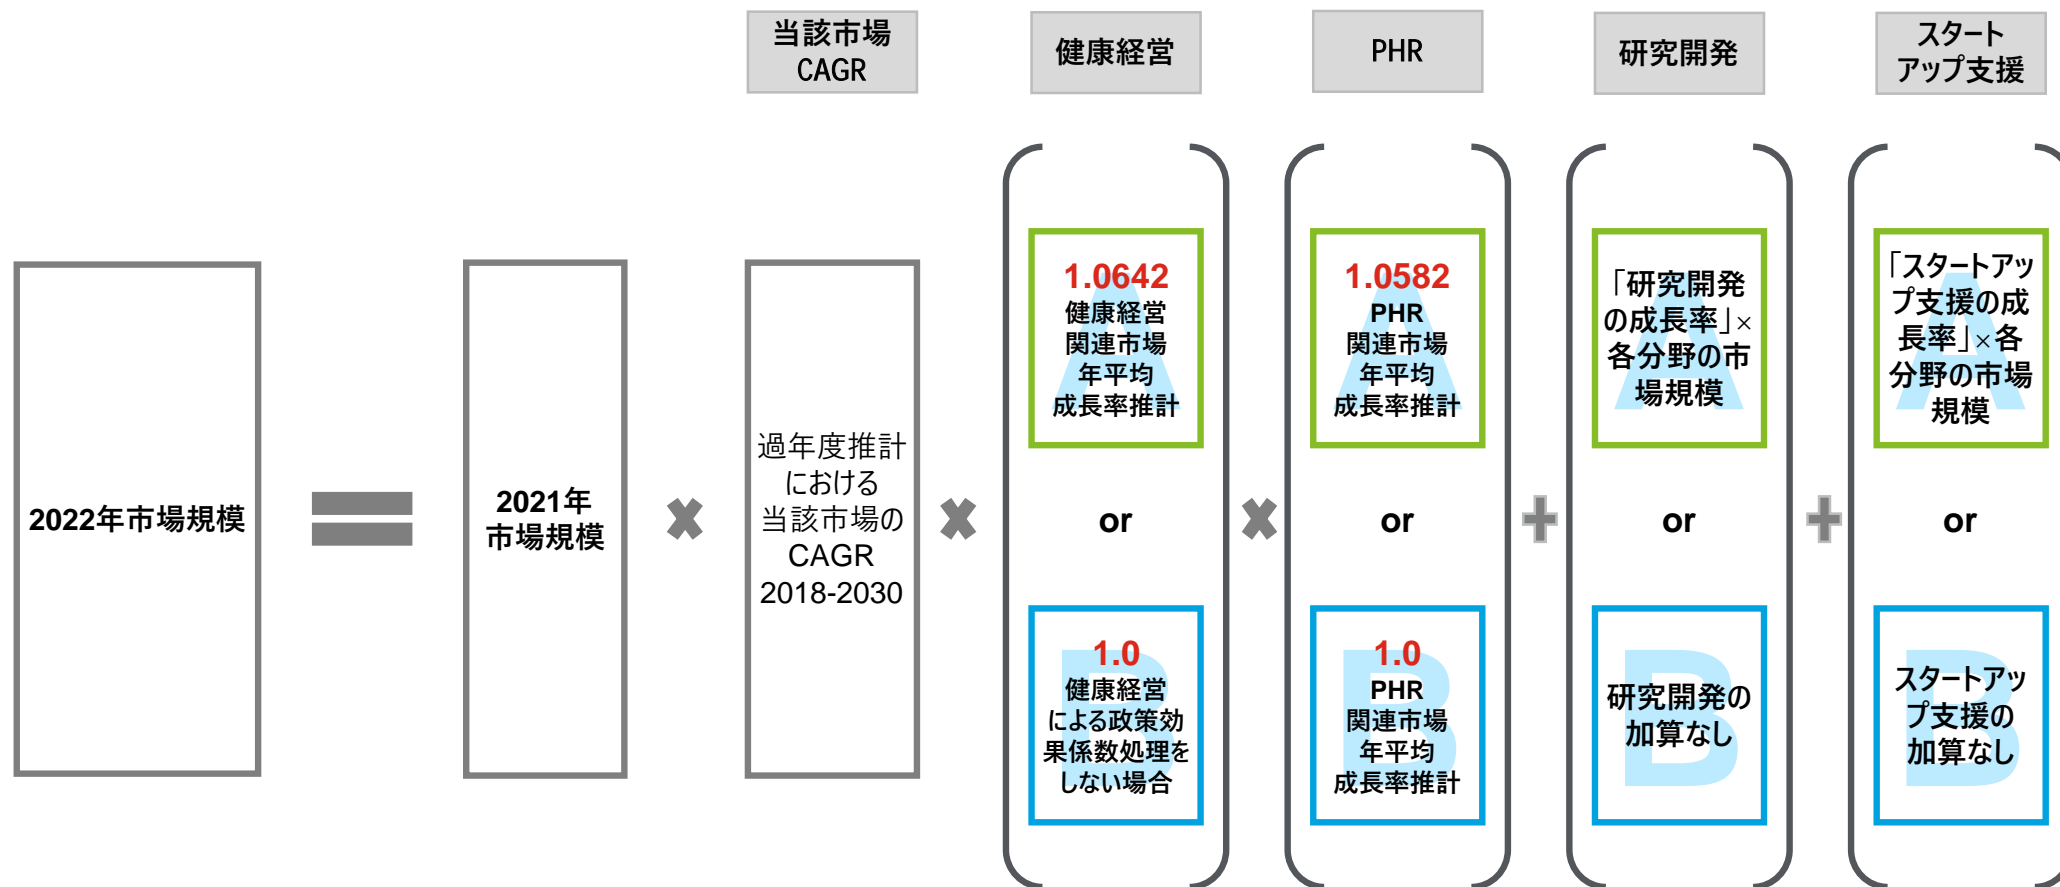 当該市場
CAGR
健康経営
PHR
研究開発
スタート
アップ支援
2022年市場規模
2021年
市場規模
過年度推計
における
当該市場の
CAGR
2018-2030
A
1.0642
健康経営
関連市場
年平均
成長率推計
or
B
1.0
健康経営
による政策効
果係数処理を
しない場合
A
1.0582
PHR
関連市場
年平均
成長率推計
or
B
1.0
PHR
関連市場
年平均
成長率推計
A
「研究開発
の成長率」×
各分野の市
場規模
or
B
研究開発の
加算なし
A
「スタートアッ
プ支援の成
長率」×各
分野の市場
規模
or
B
スタートアッ
プ支援の
加算なし